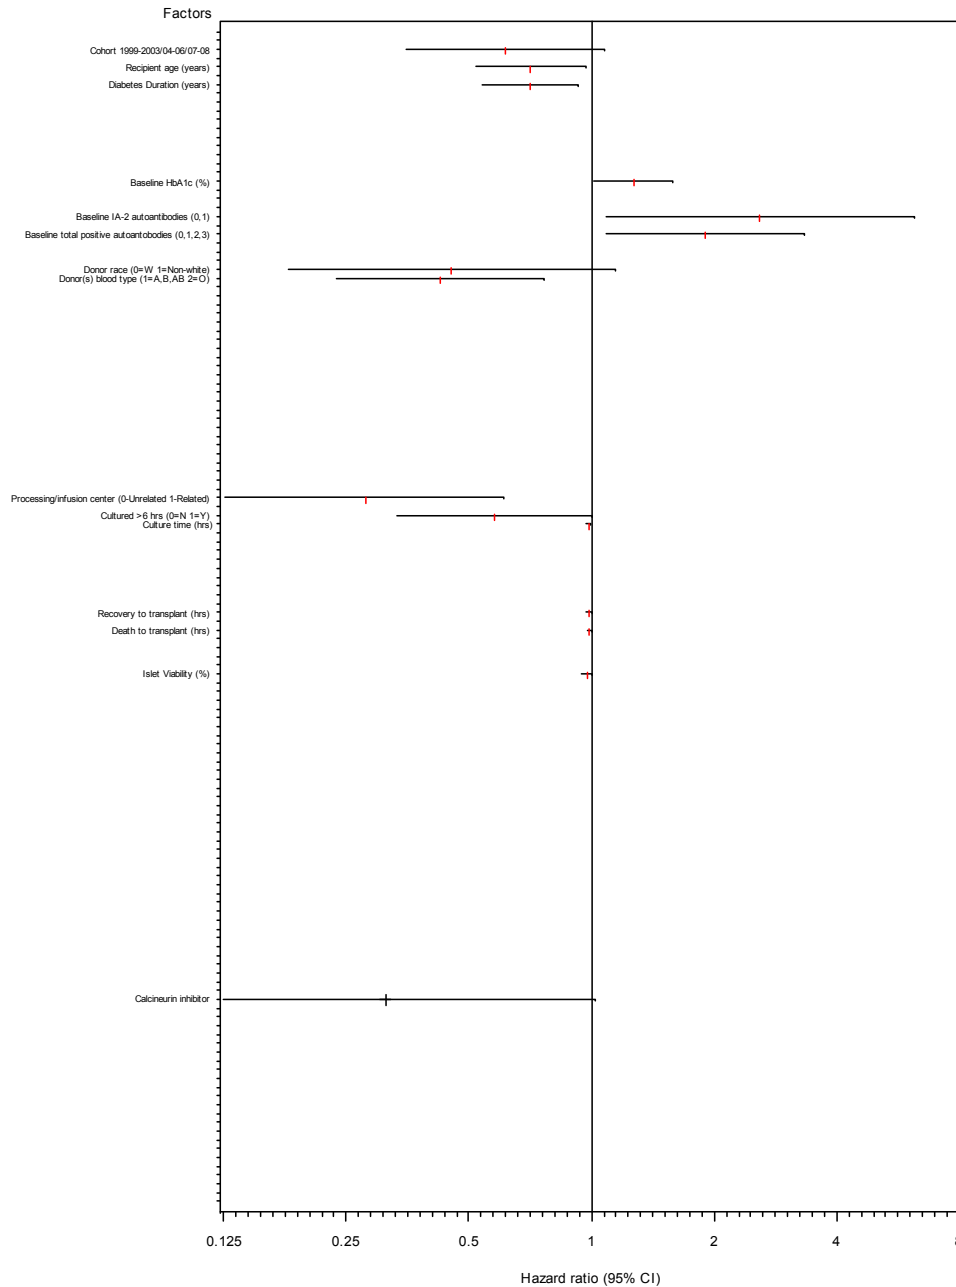 Factors
Cohort 1999-2003/04-06/07-08
Recipient age (years)
Diabetes Duration (years)
Baseline HbA1c (%)
Baseline IA-2 autoantibodies (0,1)
Baseline total positive autoantobodies (0,1,2,3)
Donor race (0=W 1=Non-white)
Donor(s) blood type (1=A,B,AB 2=O)
Processing/infusion center (0-Unrelated 1-Related)
Cultured >6 hrs (0=N 1=Y)
Culture time (hrs)
Recovery to transplant (hrs)
Death to transplant (hrs)
Islet Viability (%)
Calcineurin inhibitor
0.125 0.25 0.5 1 2 4 8
Hazard ratio (95% CI)